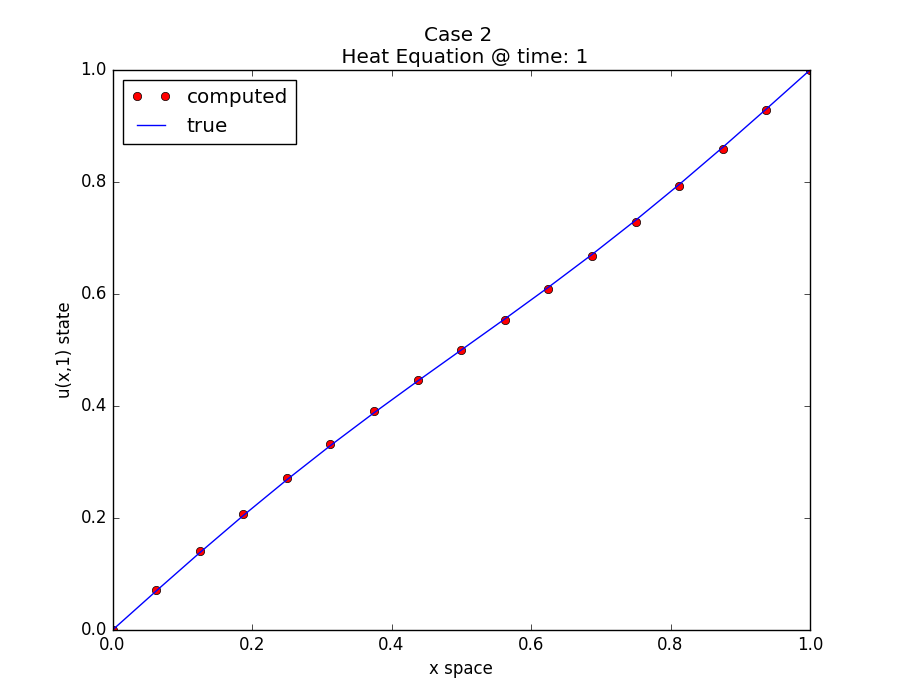 Case 2
Heat Equation @ time: 1
computed
true
1.0
0.8
0.6
0.4
0.2
0.0
u(x,1) state
0.0 0.2 0.4 0.6 0.8 1.0
x space